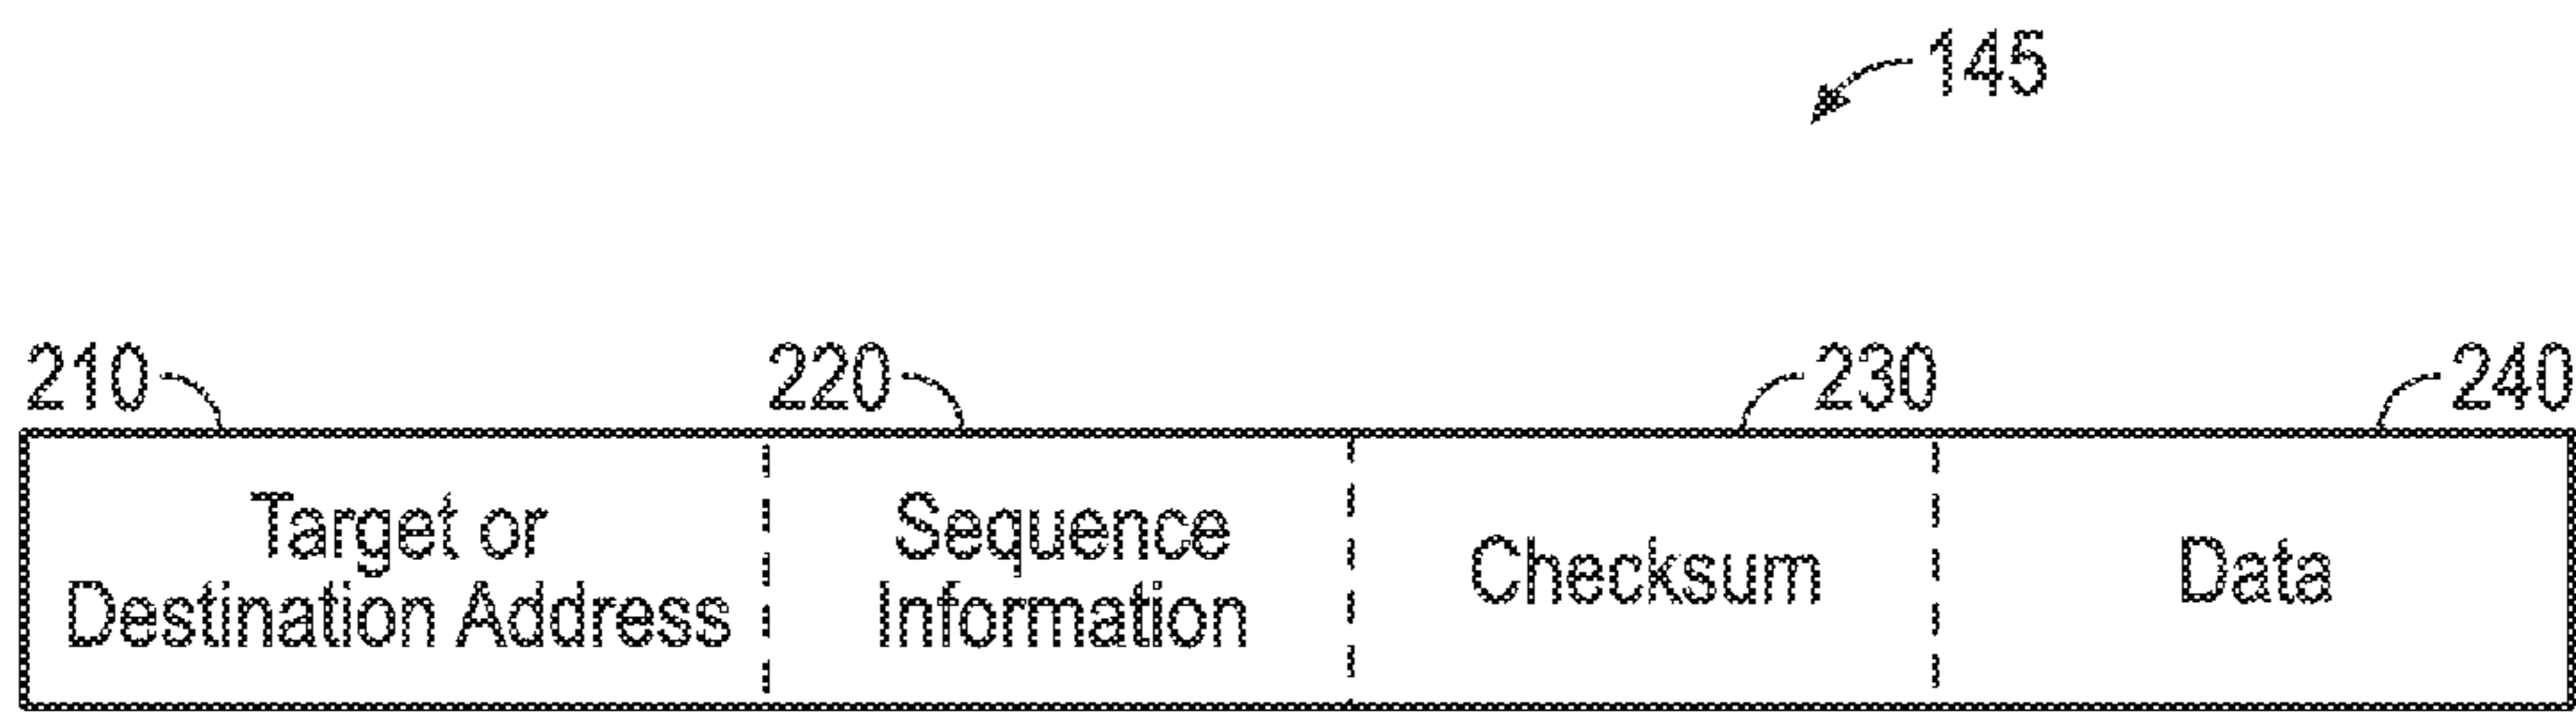 145
210
220
230
240
Target or
Destination Address
Sequence
Information
Checksum
Data